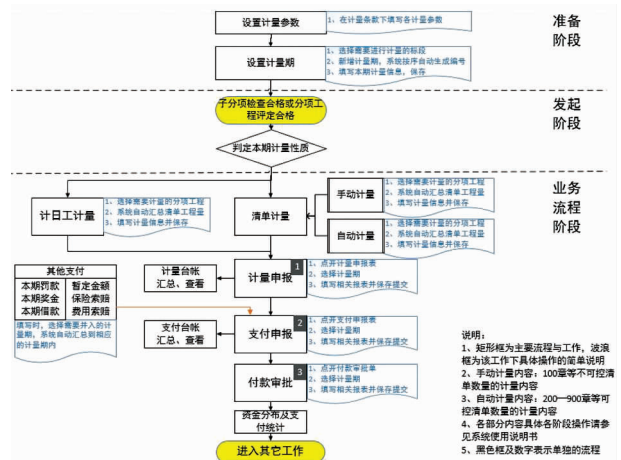 设置计量参数
1、在计量条款下填写各计量参数
准备
阶段
设置计量期
1、选择需要进行计量的标段
2、新增计量期，系统按序自动生成编号
3、填写本期计量信息，保存
子分项检查合格或分项工
程评定合格
发起
阶段
判定本期计量性质
业务
流程
阶段
计日工计量
1、选择需要计量的分项工程
2、系统自动汇总清单工程量
3、填写计量信息并保存
清单计量
手动计量
1、选择需要计量的分项工程
2、系统自动汇总清单工程量
3、填写计量信息并保存
自动计量
1、选择需要计量的分项工程
2、系统自动汇总清单工程量
3、填写计量信息并保存
其他支付
本期罚款 暂定金额
本期奖金 保险索赔
本期借款 费用索赔
填写时，选择需要并入的计
量期，系统自动汇总到相应
的计量期内
计量台帐
汇总、查看
计量申报
1
1、点开计量申报表
2、选择计量期
3、填写相关报表并保存提交
支付台帐
汇总、查看
支付申报
2
1、点开支付申报表
2、选择计量期
3、填写相关报表并保存提交
付款审批
3
1、点开付款审批单
2、选择计量期
3、填写相关报表并保存提交
资金分布及支
付统计
进入其它工作
说明：
1、矩形框为主要流程与工作，波浪
框为该工作下具体操作的简单说明
2、手动计量内容：100章等不可控清
单数量的计量内容
3、自动计量内容：200—900章等可
控清单数量的计量内容
4、各部分内容具体各阶段操作请参
见系统使用说明书
5、黑色框及数字表示单独的流程